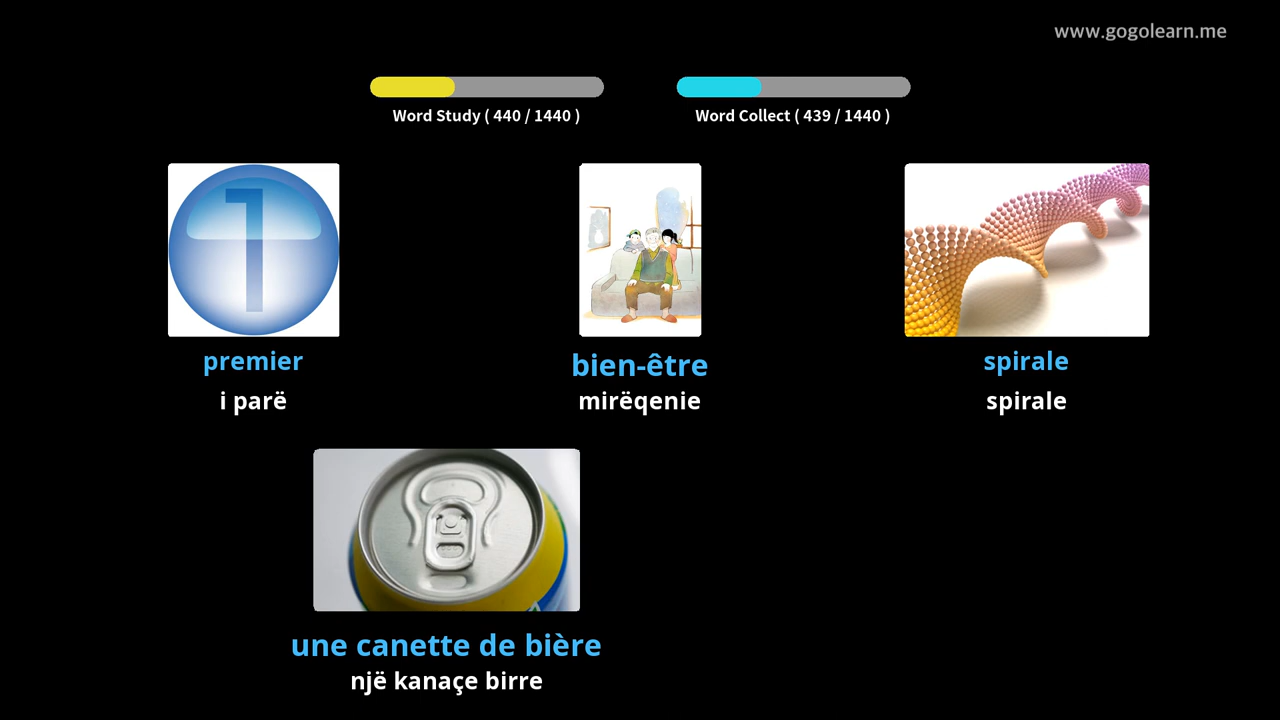 www.gogolearn.me
Word Study ( 440 / 1440 )
Word Collect ( 439 / 1440 )
1
premier
bien-être
spirale
i parë
mirëqenie
spirale
une canette de bière
një kanaçe birre